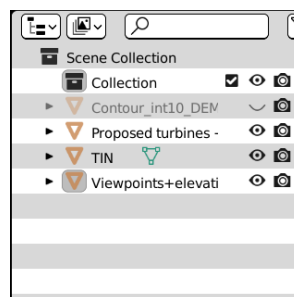 Scene Collection
Collection
Contour_int10_DEM
Proposed turbines -
TIN
Viewpoints+elevati